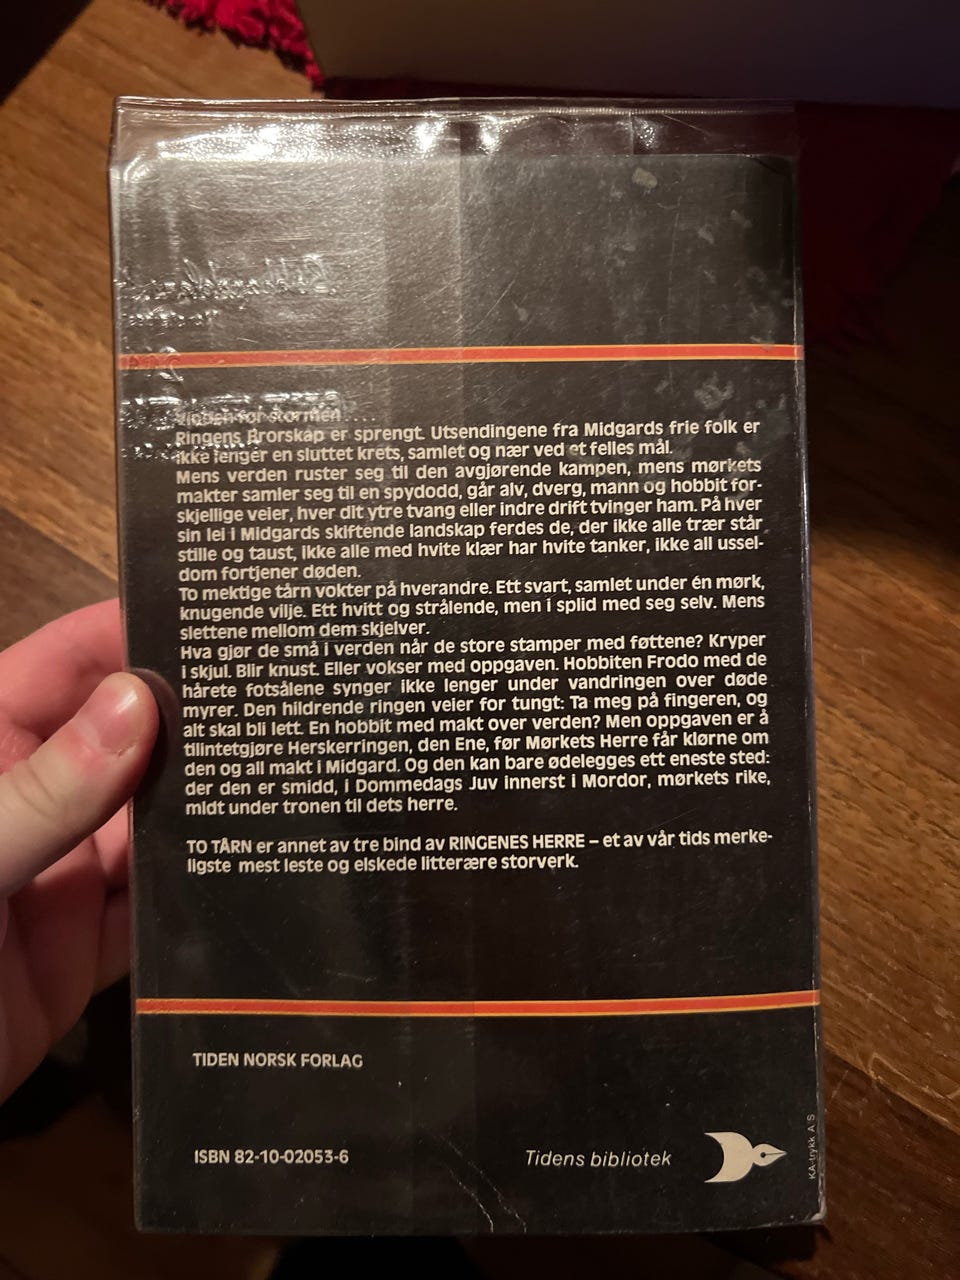 før stormen . . . .
Ringens Brorskap er sprengt. Utsendingene fra Midgards frie folk er
ikke lenger en sluttet krets, samlet og nær ved et felles mål.
Mens verden ruster seg til den avgjørende kampen, mens mørkets
makter samler seg til en spydodd, går alv, dverg, mann og hobbit for-
skjellige veier, hver dit ytre tvang eller indre drift tvinger ham. På hver
sin lei i Midgards skiftende landskap ferdes de, der ikke alle trær står
stille og taust, ikke alle med hvite klær har hvite tanker, ikke all ussel-
dom fortjener døden.
To mektige tårn vokter på hverandre. Ett svart, samlet under én mørk,
knugende vilje. Ett hvitt og strålende, men i splid med seg selv. Mens
slettene mellom dem skjelver.
Hva gjør de små i verden når de store stamper med føttene? Kryper
i skjul. Blir knust. Eller vokser med oppgaven. Hobbiten Frodo med de
hårete fotsålene synger ikke lenger under vandringen over døde
myrer. Den hildrende ringen veier for tungt: Ta meg på fingeren, og
alt skal bli lett. En hobbit med makt over verden? Men oppgaven er å
tilintetgjøre Herskerringen, den Ene, før Mørkets Herre får klørne om
den og all makt i Midgard. Og den kan bare ødelegges ett eneste sted:
der den er smidd, i Dommedags Juv innerst i Mordor, mørkets rike,
midt under tronen til dets herre.
TO TÅRN er annet av tre bind av RINGENES HERRE – et av vår tids merke-
ligste mest leste og elskede litterære storverk.
TIDEN NORSK FORLAG
ISBN 82-10-02053-6
Tidens bibliotek
KA-trykk A S